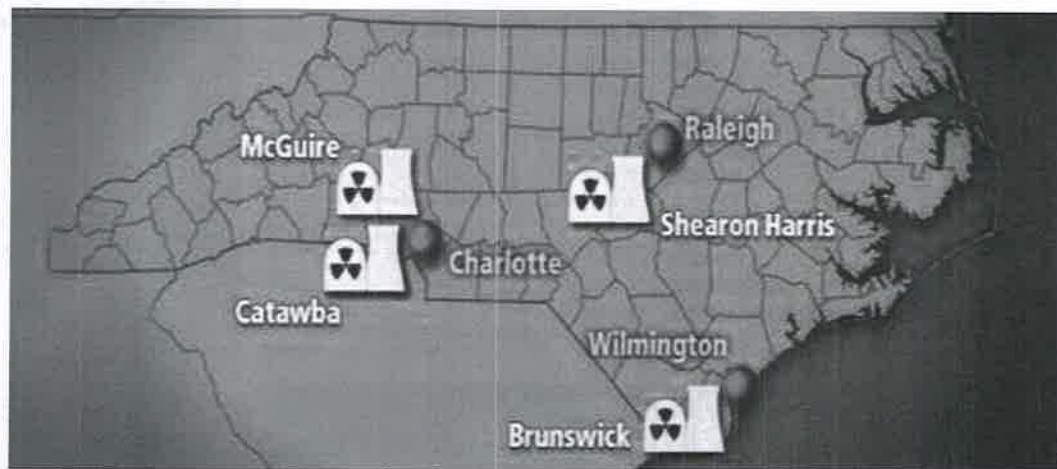 Raleigh
McGuire
Shearon Harris
Charlotte
Catawba
Wilmington
Brunswick